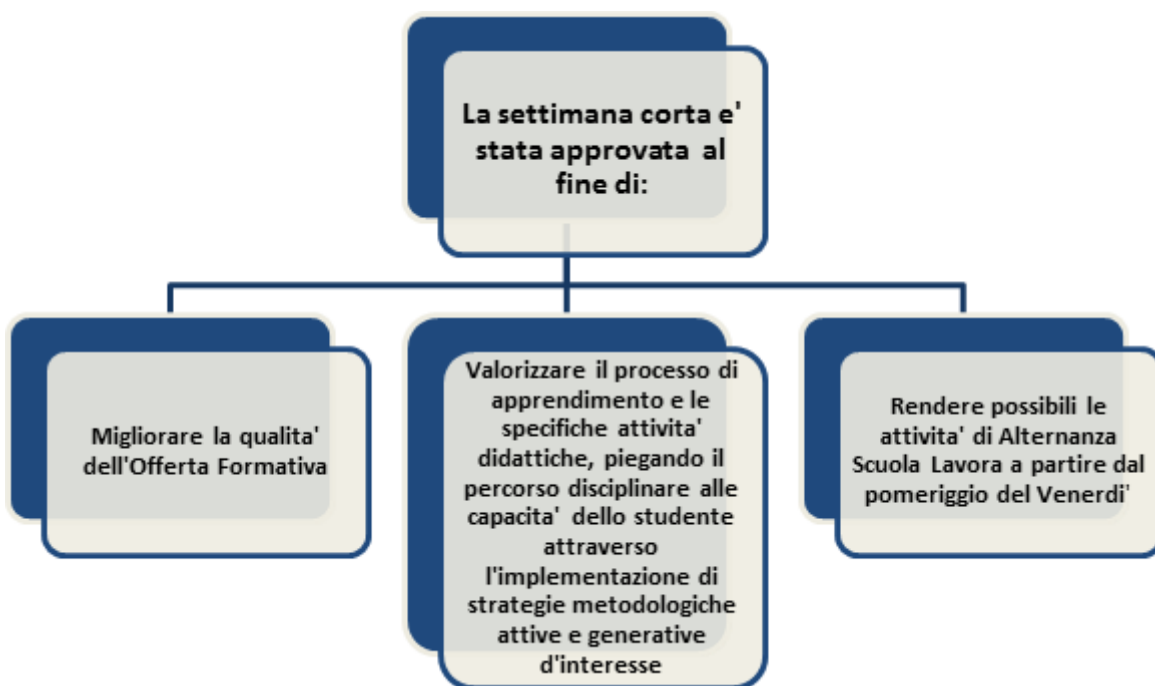 La settimana corta e'
stata approvata al
fine di:
Migliorare la qualita'
dell'Offerta Formativa
Valorizzare il processo di
apprendimento e le
specifiche attivita'
didattiche, piegando il
percorso disciplinare alle
capacita' dello studente
attraverso
l'implementazione di
strategie metodologiche
attive e generative
d'interesse
Rendere possibili le
attivita' di Alternanza
Scuola Lavora a partire dal
pomeriggio del Venerdi'